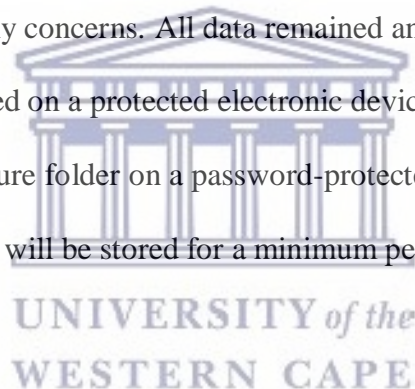 y concerns. All data remained an
ed on a protected electronic devic
ure folder on a password-protecte
will be stored for a minimum pe
UNIVERSITY of the
WESTERN CAPE